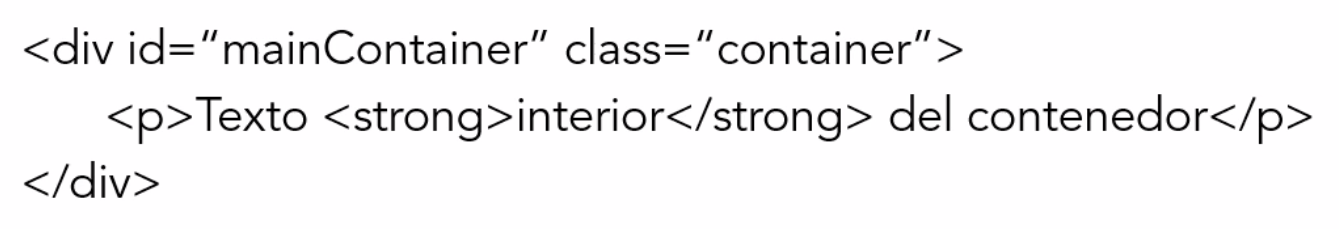 <div id=“mainContainer” class=“container”>
<p>Texto <strong>interior</strong> del contenedor</p>
</div>